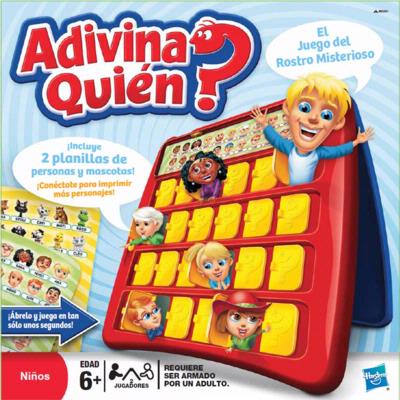 Adivina
Quién?
El
Juego del
Rostro Misterioso
¡Incluye
2 planillas de
personas y mascotas!
¡Conéctate para imprimir
más personajes!
¡Ábrelo y juega en tan
sólo unos segundos!
Niños
EDAD
6+
2
JUGADORES
REQUIERE
SER ARMADO
POR UN ADULTO.
Hasbro